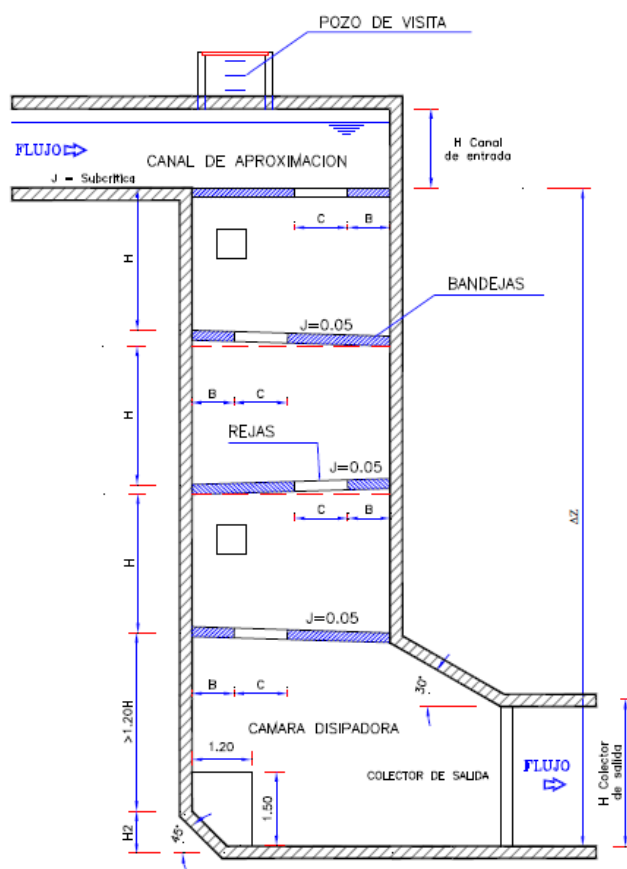 POZO DE VISITA
FLUJO
CANAL DE APROXIMACION
H Canal
de entrada
J = Subcrítica
C
B
H
BANDEJAS
J=0.05
B
C
H
REJAS
J=0.05
C
B
ΔZ
H
J=0.05
B
C
30°
>1.20H
CAMARA DISIPADORA
1.20
COLECTOR DE SALIDA
FLUJO
H Colector
de salida
1.50
H2
45°